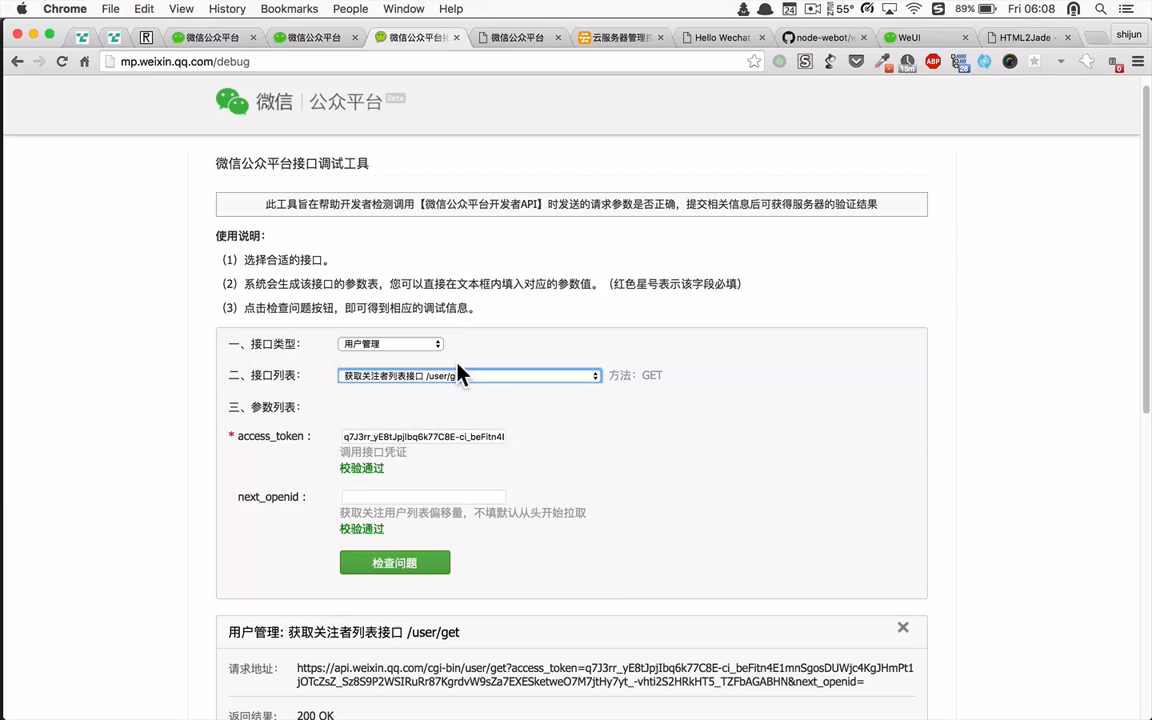 Chrome File Edit View History Bookmarks People Window Help
24 55° 89% Fri 06:08
微信公众平台 微信公众平台 微信公众平台接 微信公众平台 云服务器管理控 Hello Wechat node-webot/w WeUI HTML2Jade - shijun
mp.weixin.qq.com/debug
微信 | 公众平台 Beta
微信公众平台接口调试工具
此工具旨在帮助开发者检测调用【微信公众平台开发者API】时发送的请求参数是否正确，提交相关信息后可获得服务器的验证结果
使用说明：
（1）选择合适的接口。
（2）系统会生成该接口的参数表，您可以直接在文本框内填入对应的参数值。（红色星号表示该字段必填）
（3）点击检查问题按钮，即可得到相应的调试信息。
一、接口类型： 用户管理
二、接口列表： 获取关注者列表接口 /user/g 方法：GET
三、参数列表：
* access_token： q7J3rr_yE8tJpjIbq6k77C8E-ci_beFitn4I
调用接口凭证
校验通过
next_openid：
获取关注用户列表偏移量，不填默认从头开始拉取
校验通过
检查问题
用户管理: 获取关注者列表接口 /user/get
请求地址： https://api.weixin.qq.com/cgi-bin/user/get?access_token=q7J3rr_yE8tJpjIbq6k77C8E-ci_beFitn4E1mnSgosDUWjc4KgJHmPt1
jOTcZsZ_Sz8S9P2WSIRuRr87KgrdvW9sZa7EXESketweO7M7jtHy7yt_-vhti2S2HRkHT5_TZFbAGABHN&next_openid=
返回结果： 200 OK